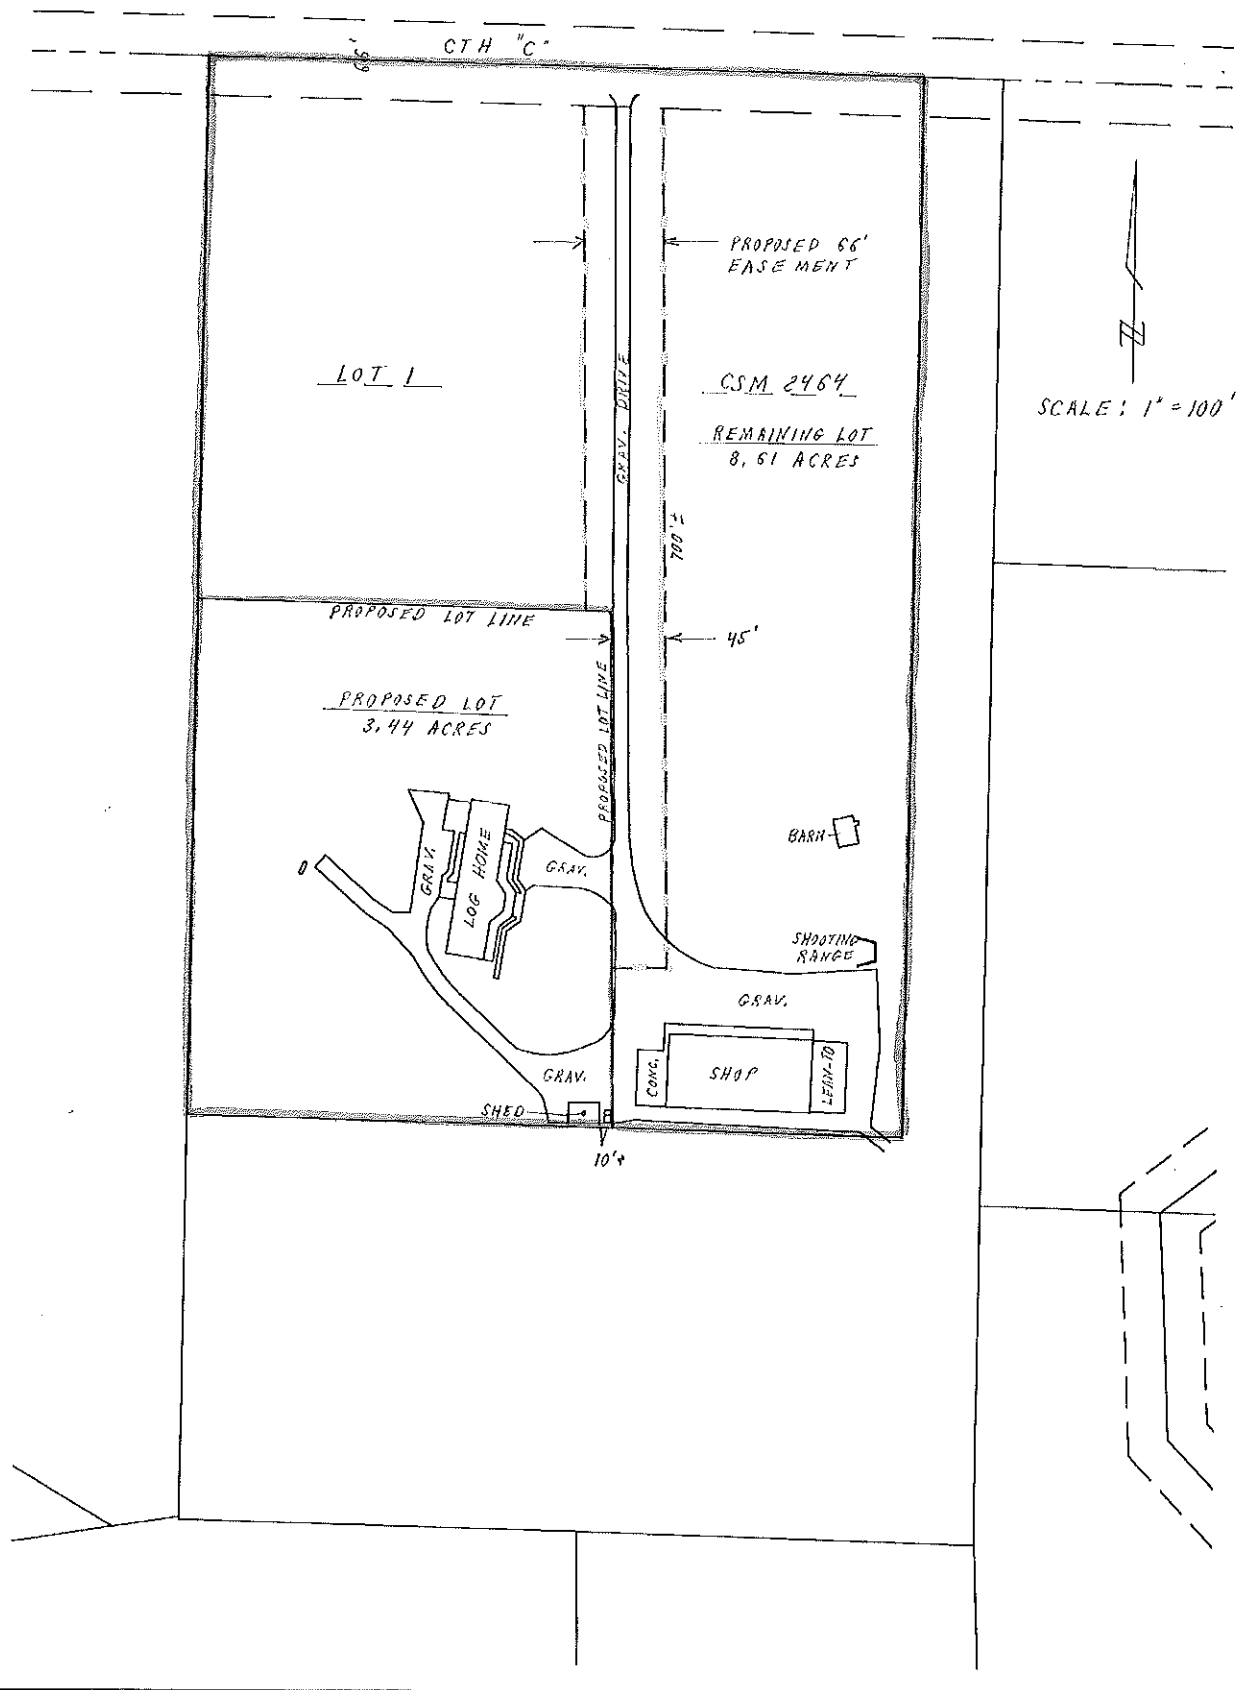 CTH "C"
66'
PROPOSED 66'
EASEMENT
LOT 1
GRAV. DRIVE
CSM 2464
REMAINING LOT
8.61 ACRES
N
SCALE: 1" = 100'
700'±
PROPOSED LOT LINE
45'
PROPOSED LOT LINE
PROPOSED LOT
3.44 ACRES
GRAV.
LOG HOME
GRAV.
BARN
SHOOTING
RANGE
GRAV.
GRAV.
CONC.
SHOP
LEAN-TO
SHED
10'±